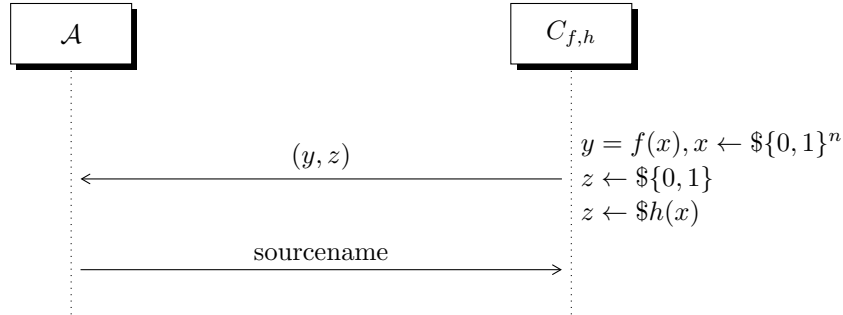 𝒜
C_{f,h}
y = f(x), x ← ${0, 1}^n
(y, z)
z ← ${0, 1}
z ← $h(x)
sourcename